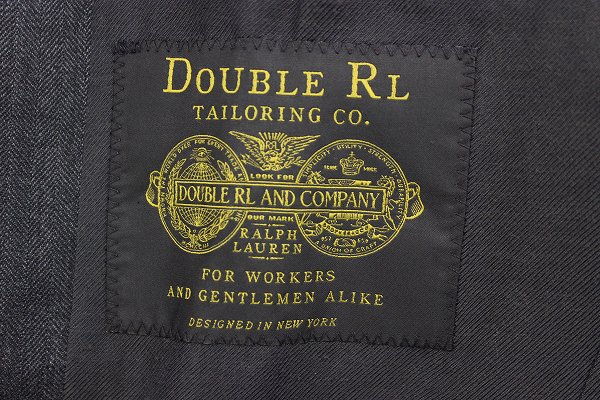 DOUBLE RL
TAILORING CO.
LOOK FOR
DOUBLE RL AND COMPANY
OUR MARK
RALPH
LAUREN
FOR WORKERS
AND GENTLEMEN ALIKE
DESIGNED IN NEW YORK